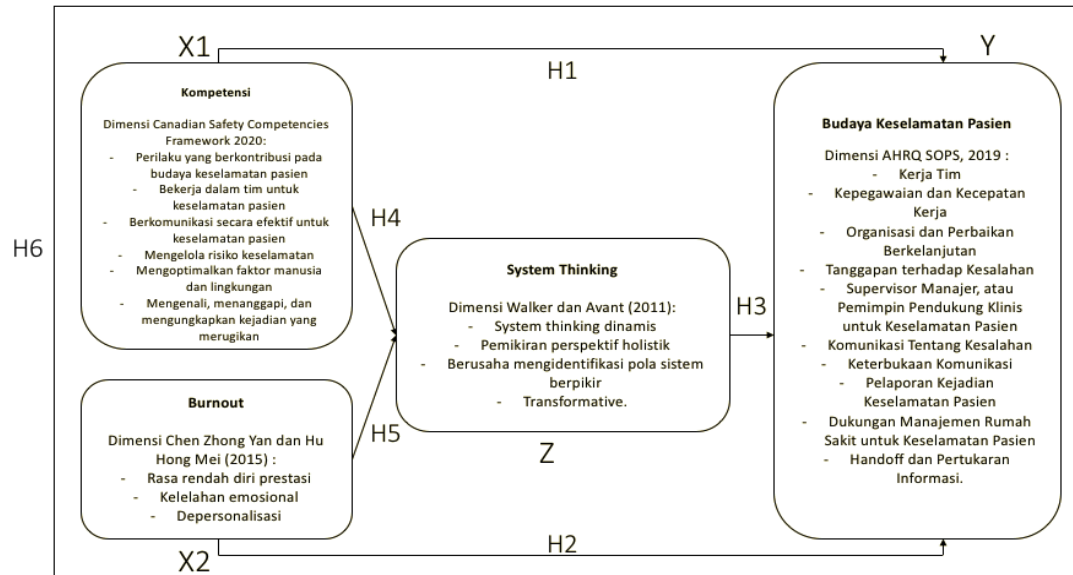 X1
H1
Y
Kompetensi
Dimensi Canadian Safety Competencies
Framework 2020:
- Perilaku yang berkontribusi pada
budaya keselamatan pasien
- Bekerja dalam tim untuk
keselamatan pasien
- Berkomunikasi secara efektif untuk
keselamatan pasien
- Mengelola risiko keselamatan
- Mengoptimalkan faktor manusia
dan lingkungan
- Mengenali, menanggapi, dan
mengungkapkan kejadian yang
merugikan
H4
H6
Burnout
Dimensi Chen Zhong Yan dan Hu
Hong Mei (2015) :
- Rasa rendah diri prestasi
- Kelelahan emosional
- Depersonalisasi
X2
H5
System Thinking
Dimensi Walker dan Avant (2011):
- System thinking dinamis
- Pemikiran perspektif holistik
- Berusaha mengidentifikasi pola sistem
berpikir
- Transformative.
Z
H3
H2
Budaya Keselamatan Pasien
Dimensi AHRQ SOPS, 2019 :
- Kerja Tim
- Kepegawaian dan Kecepatan
Kerja
- Organisasi dan Perbaikan
Berkelanjutan
- Tanggapan terhadap Kesalahan
- Supervisor Manajer, atau
Pemimpin Pendukung Klinis
untuk Keselamatan Pasien
- Komunikasi Tentang Kesalahan
- Keterbukaan Komunikasi
- Pelaporan Kejadian
Keselamatan Pasien
- Dukungan Manajemen Rumah
Sakit untuk Keselamatan Pasien
- Handoff dan Pertukaran
Informasi.